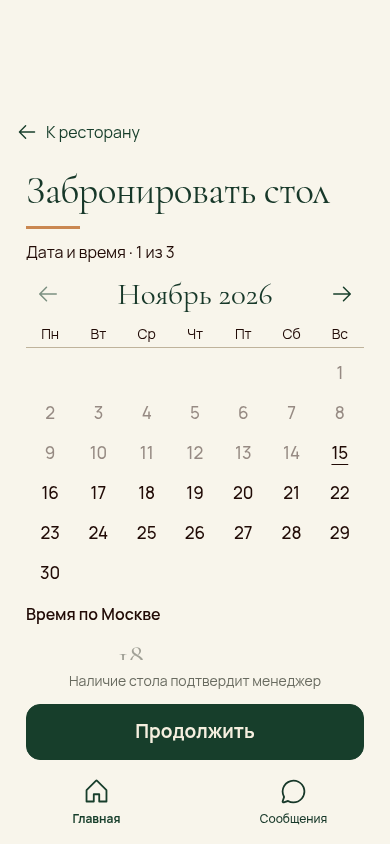 К ресторану
Забронировать стол
Дата и время · 1 из 3
Ноябрь 2026
Пн Вт Ср Чт Пт Сб Вс
1
2 3 4 5 6 7 8
9 10 11 12 13 14 15
16 17 18 19 20 21 22
23 24 25 26 27 28 29
30
Время по Москве
18
Наличие стола подтвердит менеджер
Продолжить
Главная Сообщения